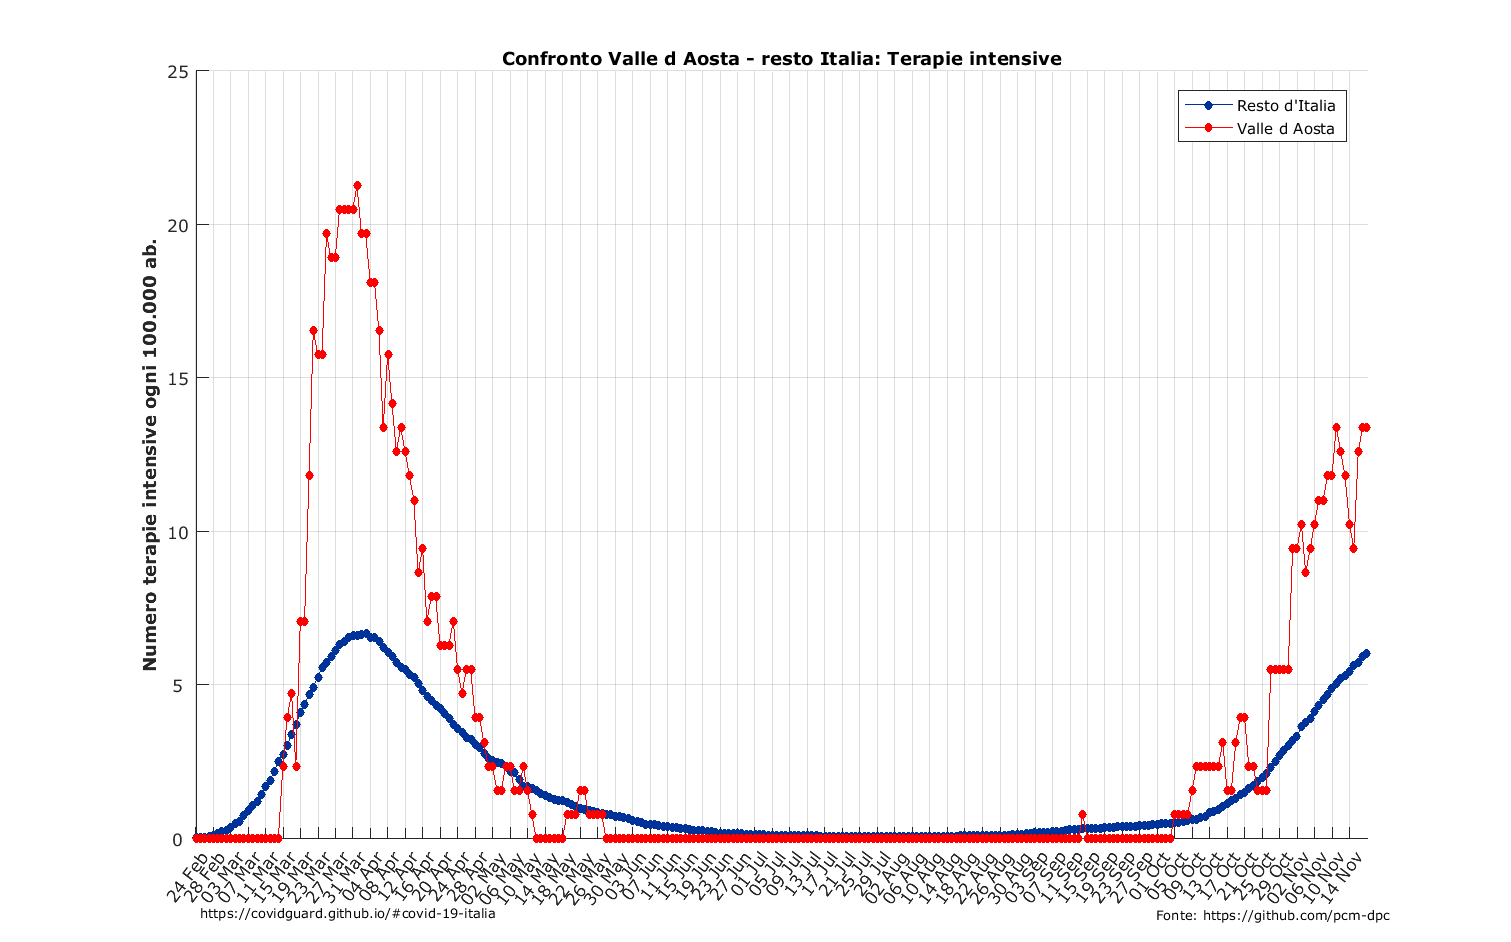 Confronto Valle d Aosta - resto Italia: Terapie intensive
Numero terapie intensive ogni 100.000 ab.
25
20
15
10
5
0
Resto d'Italia
Valle d Aosta
24 Feb
28 Feb
03 Mar
07 Mar
11 Mar
15 Mar
19 Mar
23 Mar
27 Mar
31 Mar
04 Apr
08 Apr
12 Apr
16 Apr
20 Apr
24 Apr
28 Apr
02 May
06 May
10 May
14 May
18 May
22 May
26 May
30 May
03 Jun
07 Jun
11 Jun
15 Jun
19 Jun
23 Jun
27 Jun
01 Jul
05 Jul
09 Jul
13 Jul
17 Jul
21 Jul
25 Jul
29 Jul
02 Aug
06 Aug
10 Aug
14 Aug
18 Aug
22 Aug
26 Aug
30 Aug
03 Sep
07 Sep
11 Sep
15 Sep
19 Sep
23 Sep
27 Sep
01 Oct
05 Oct
09 Oct
13 Oct
17 Oct
21 Oct
25 Oct
29 Oct
02 Nov
06 Nov
10 Nov
14 Nov
https://covidguard.github.io/#covid-19-italia
Fonte: https://github.com/pcm-dpc